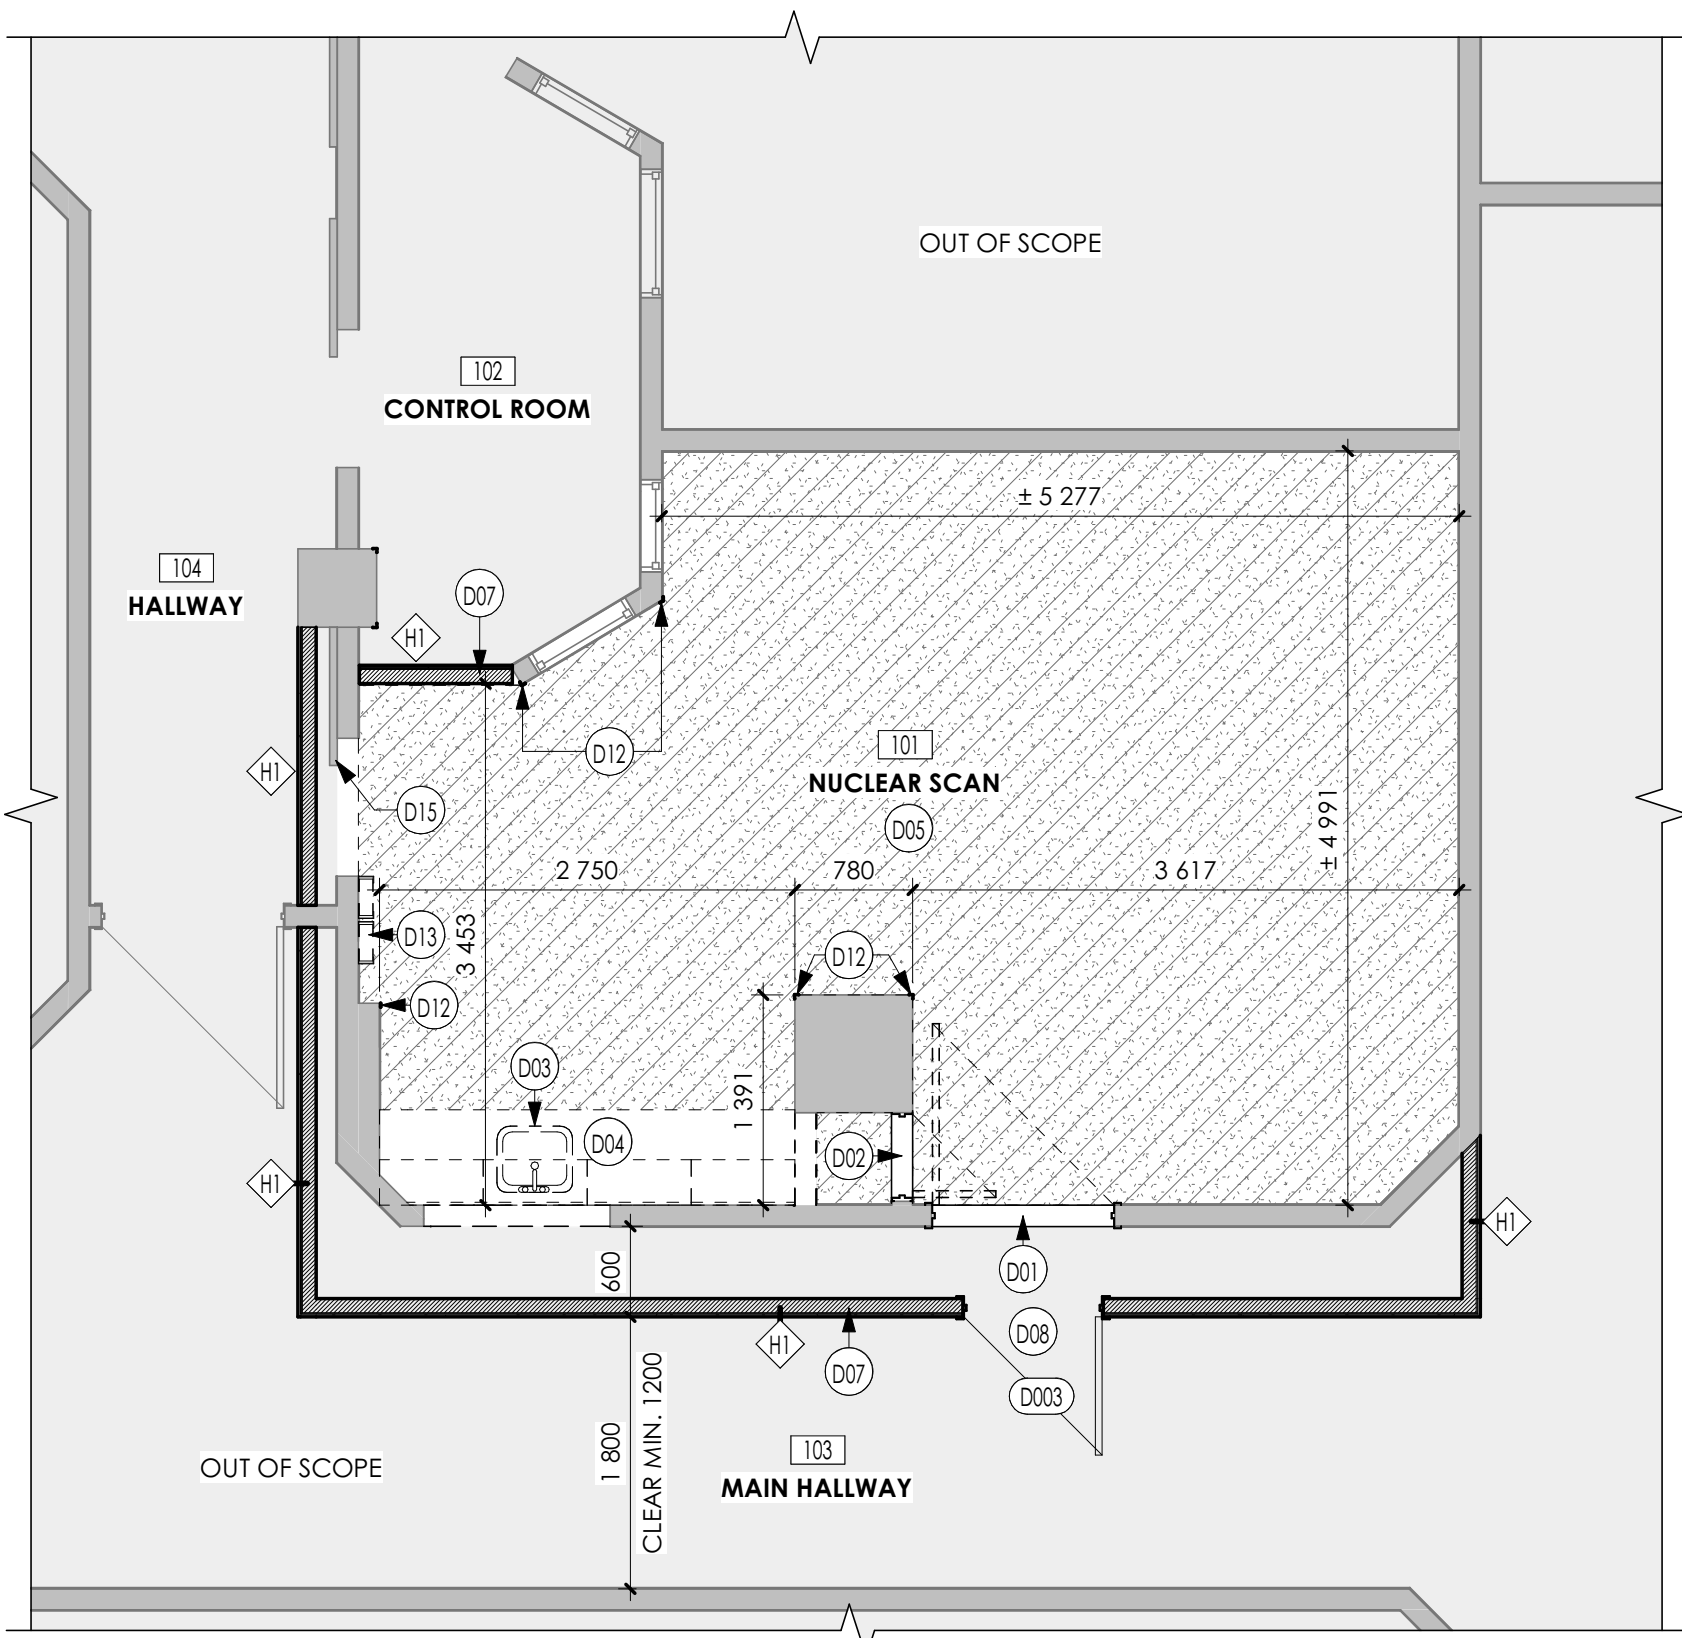 OUT OF SCOPE
102
CONTROL ROOM
± 5 277
104
HALLWAY
D07
H1
101
NUCLEAR SCAN
D12
H1
D15
D05
± 4 991
2 750
780
3 617
D13
3 453
D12
D12
D03
1 391
D04
D02
H1
H1
600
D01
D08
H1
D07
D003
1 800
CLEAR MIN. 1200
103
MAIN HALLWAY
OUT OF SCOPE